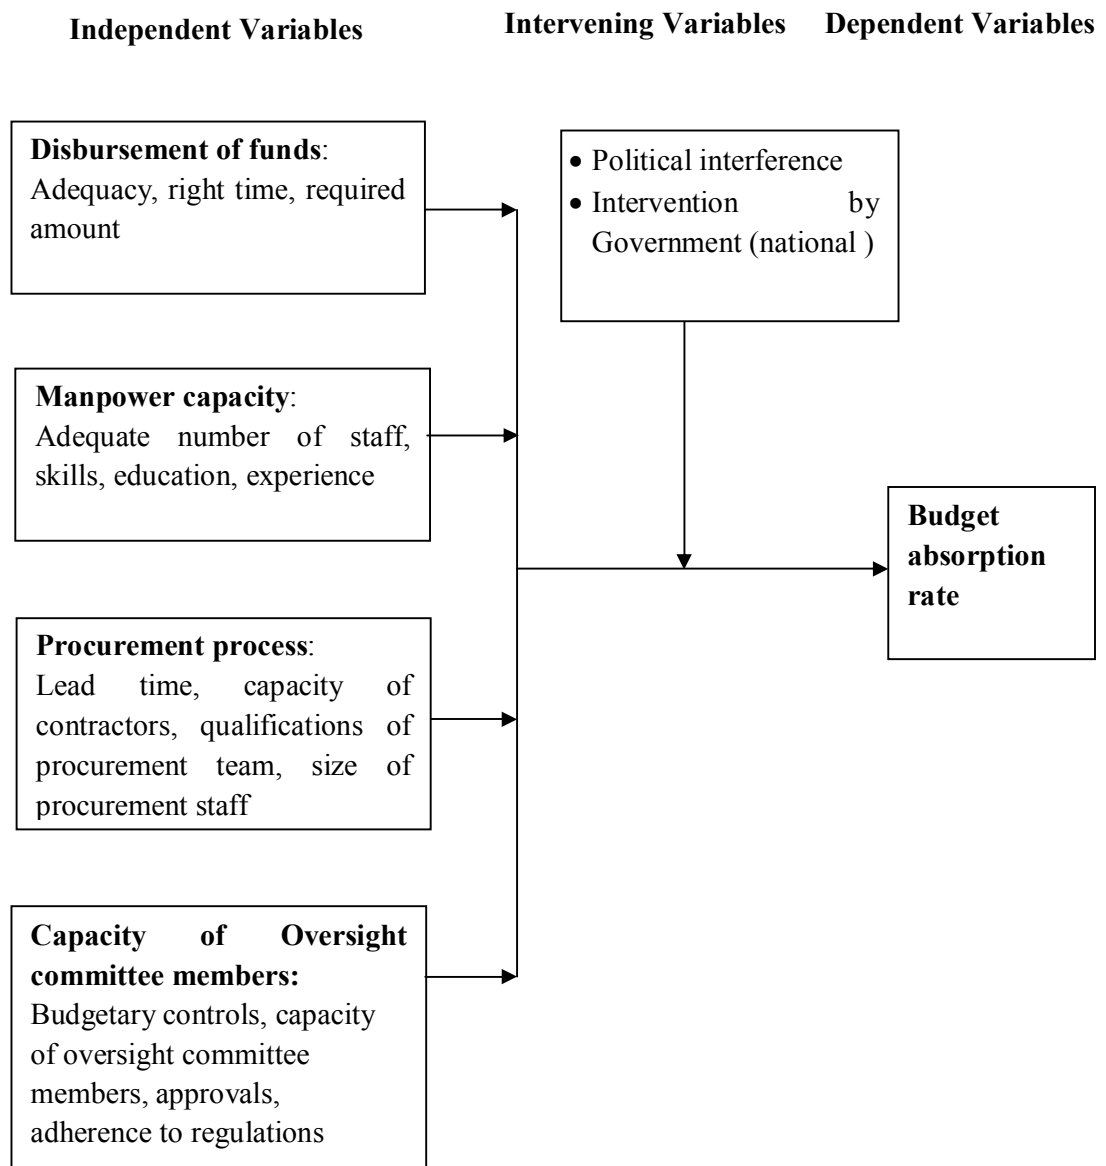 Independent Variables
Intervening Variables
Dependent Variables
Disbursement of funds:
Adequacy, right time, required
amount
• Political interference
• Intervention by
Government (national )
Manpower capacity:
Adequate number of staff,
skills, education, experience
Budget
absorption
rate
Procurement process:
Lead time, capacity of
contractors, qualifications of
procurement team, size of
procurement staff
Capacity of Oversight
committee members:
Budgetary controls, capacity
of oversight committee
members, approvals,
adherence to regulations